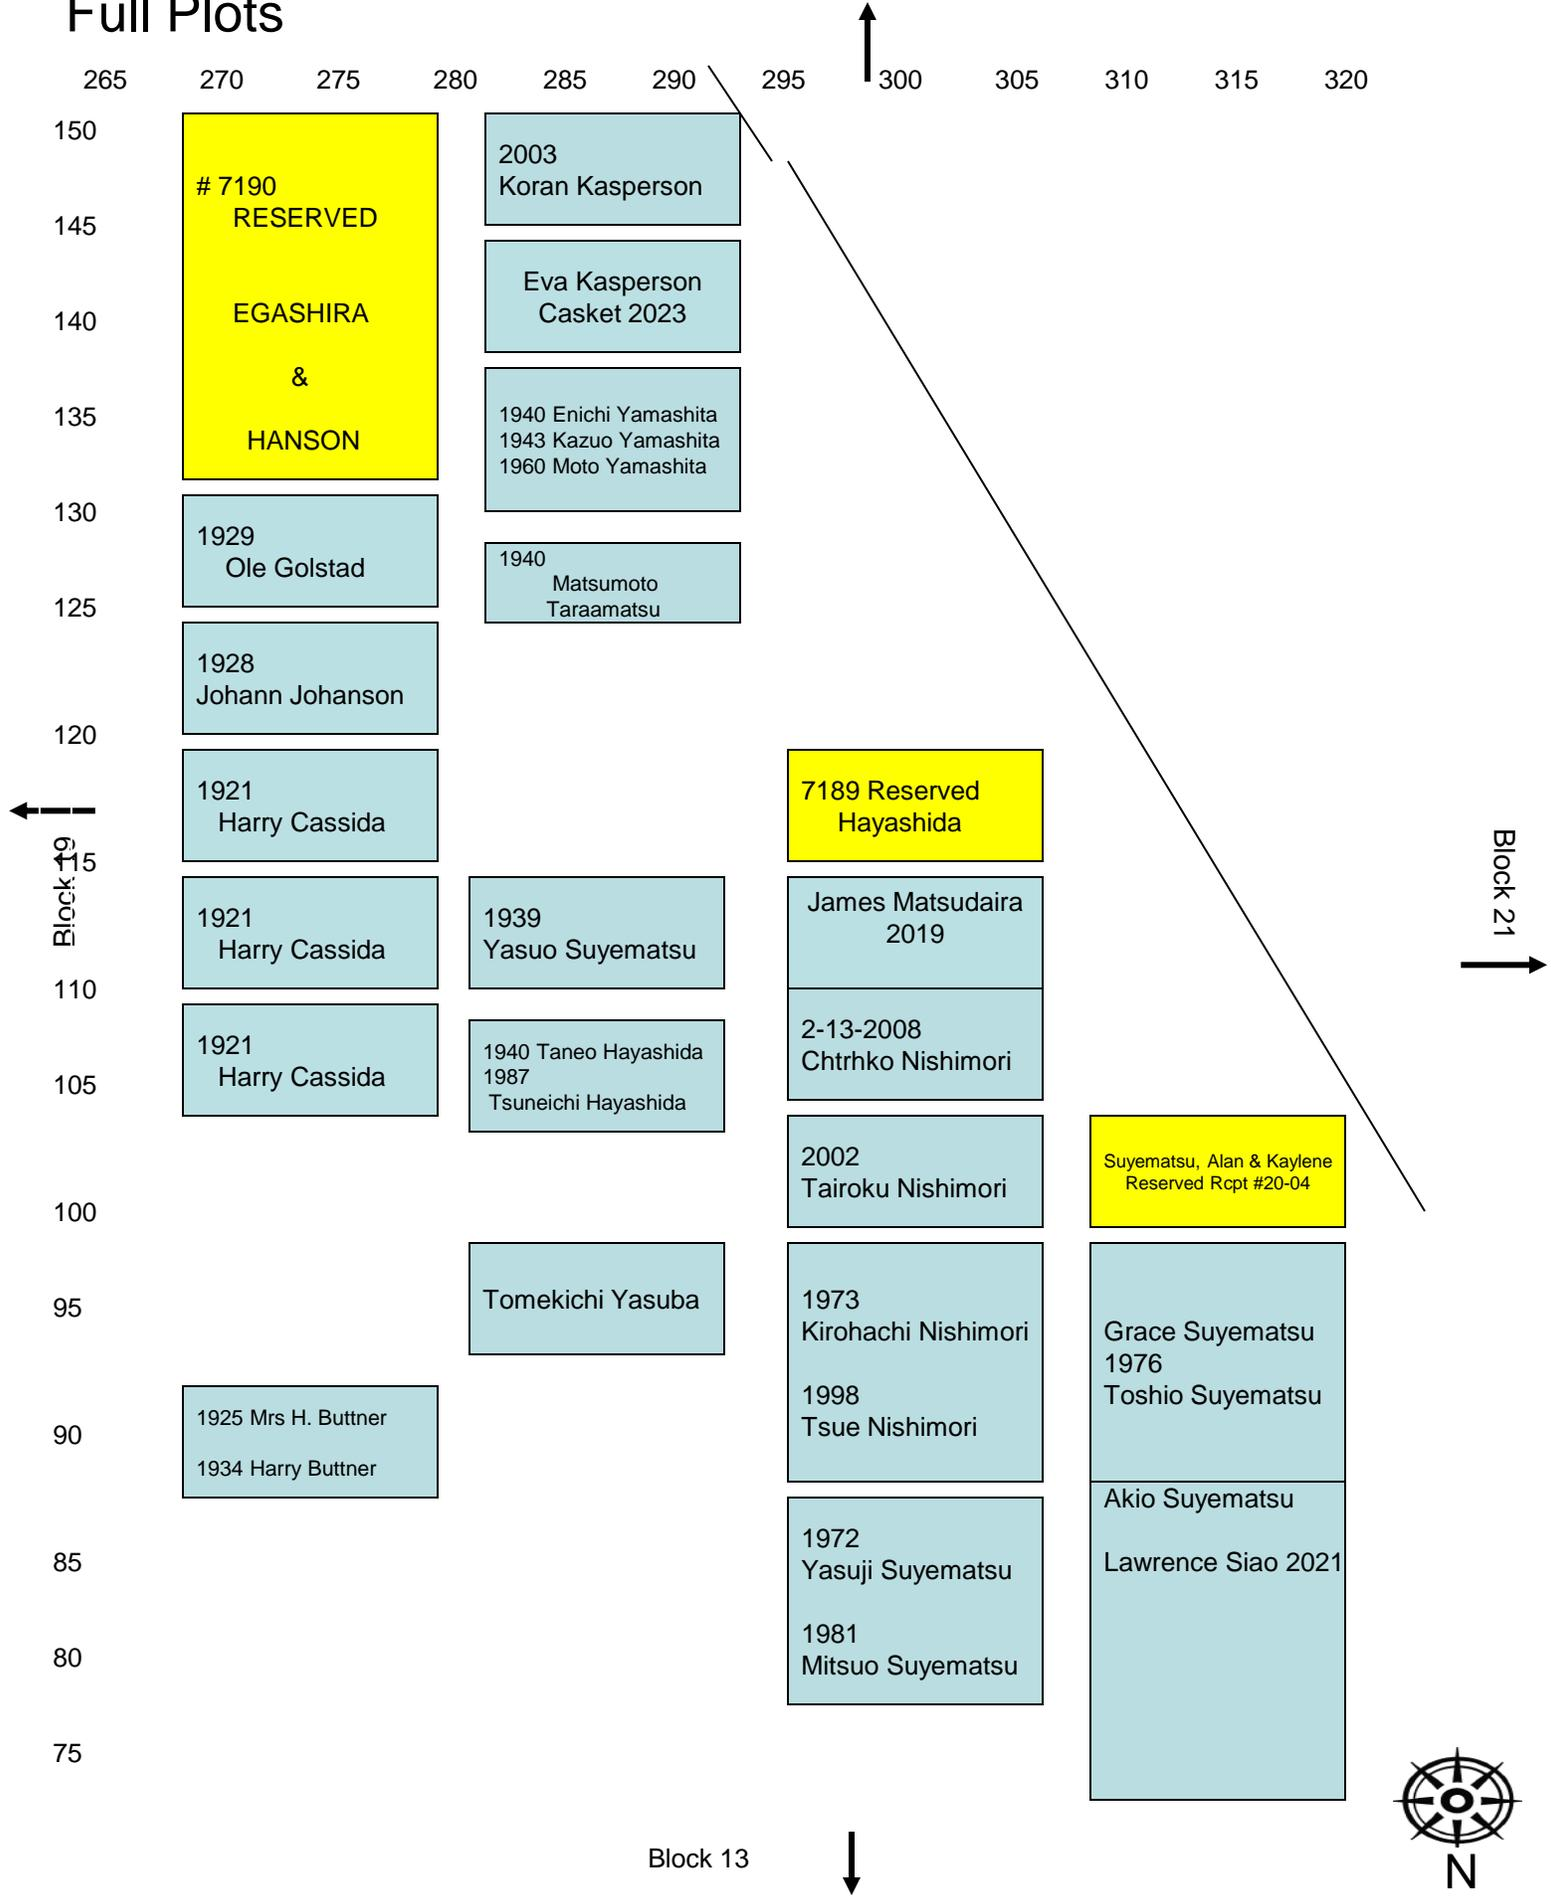 Full Plots
265 270 275 280 285 290 295 300 305 310 315 320
150
145
140
135
130
125
120
115
110
105
100
95
90
85
80
75
Block 19
# 7190
RESERVED
EGASHIRA
&
HANSON
1929
Ole Golstad
1928
Johann Johanson
1921
Harry Cassida
1921
Harry Cassida
1921
Harry Cassida
1925 Mrs H. Buttner
1934 Harry Buttner
2003
Koran Kasperson
Eva Kasperson
Casket 2023
1940 Enichi Yamashita
1943 Kazuo Yamashita
1960 Moto Yamashita
1940
Matsumoto
Taraamatsu
1939
Yasuo Suyematsu
1940 Taneo Hayashida
1987
Tsuneichi Hayashida
Tomekichi Yasuba
7189 Reserved
Hayashida
James Matsudaira
2019
2-13-2008
Chtrhko Nishimori
2002
Tairoku Nishimori
1973
Kirohachi Nishimori
1998
Tsue Nishimori
1972
Yasuji Suyematsu
1981
Mitsuo Suyematsu
Suyematsu, Alan & Kaylene
Reserved Rcpt #20-04
Grace Suyematsu
1976
Toshio Suyematsu
Akio Suyematsu
Lawrence Siao 2021
Block 21
Block 13
N